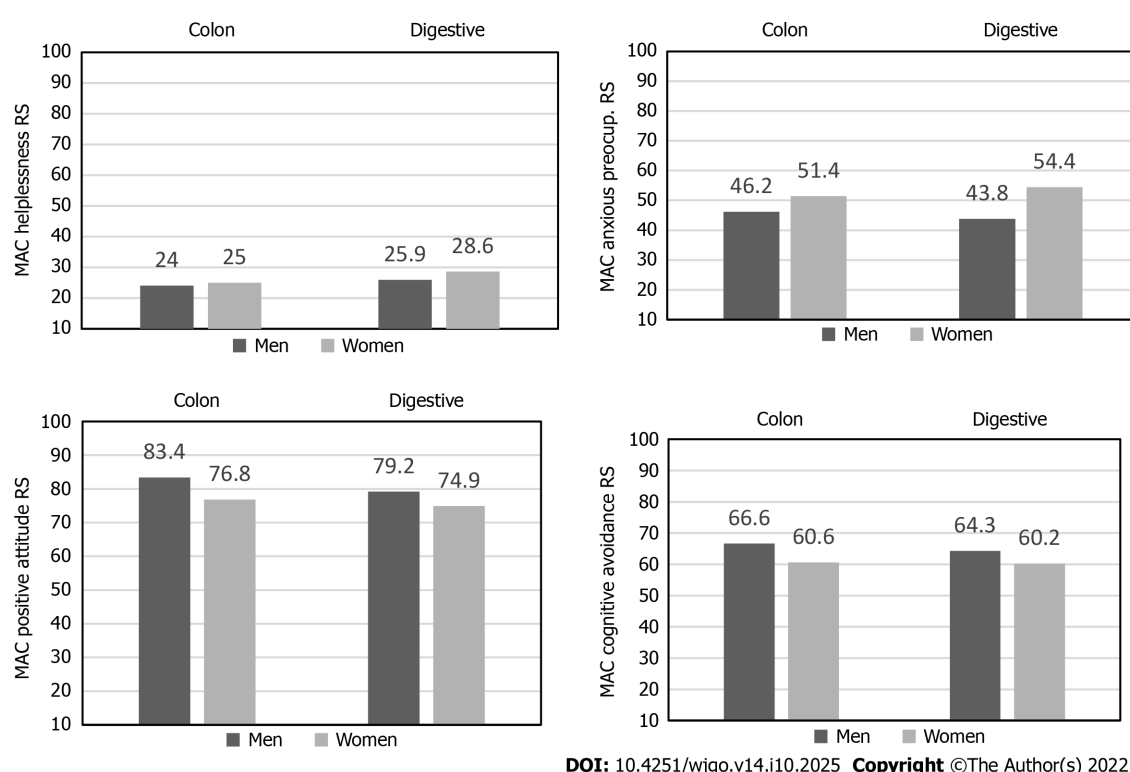 Colon Digestive
MAC helplessness RS
100
90
80
70
60
50
40
30
20
10
24 25 25.9 28.6
Men Women
Colon Digestive
MAC anxious preocup. RS
100
90
80
70
60
50
40
30
20
10
46.2 51.4 43.8 54.4
Men Women
Colon Digestive
MAC positive attitude RS
100
90
80
70
60
50
40
30
20
10
83.4 76.8 79.2 74.9
Men Women
Colon Digestive
MAC cognitive avoidance RS
100
90
80
70
60
50
40
30
20
10
66.6 60.6 64.3 60.2
Men Women
DOI: 10.4251/wjgo.v14.i10.2025 Copyright ©The Author(s) 2022